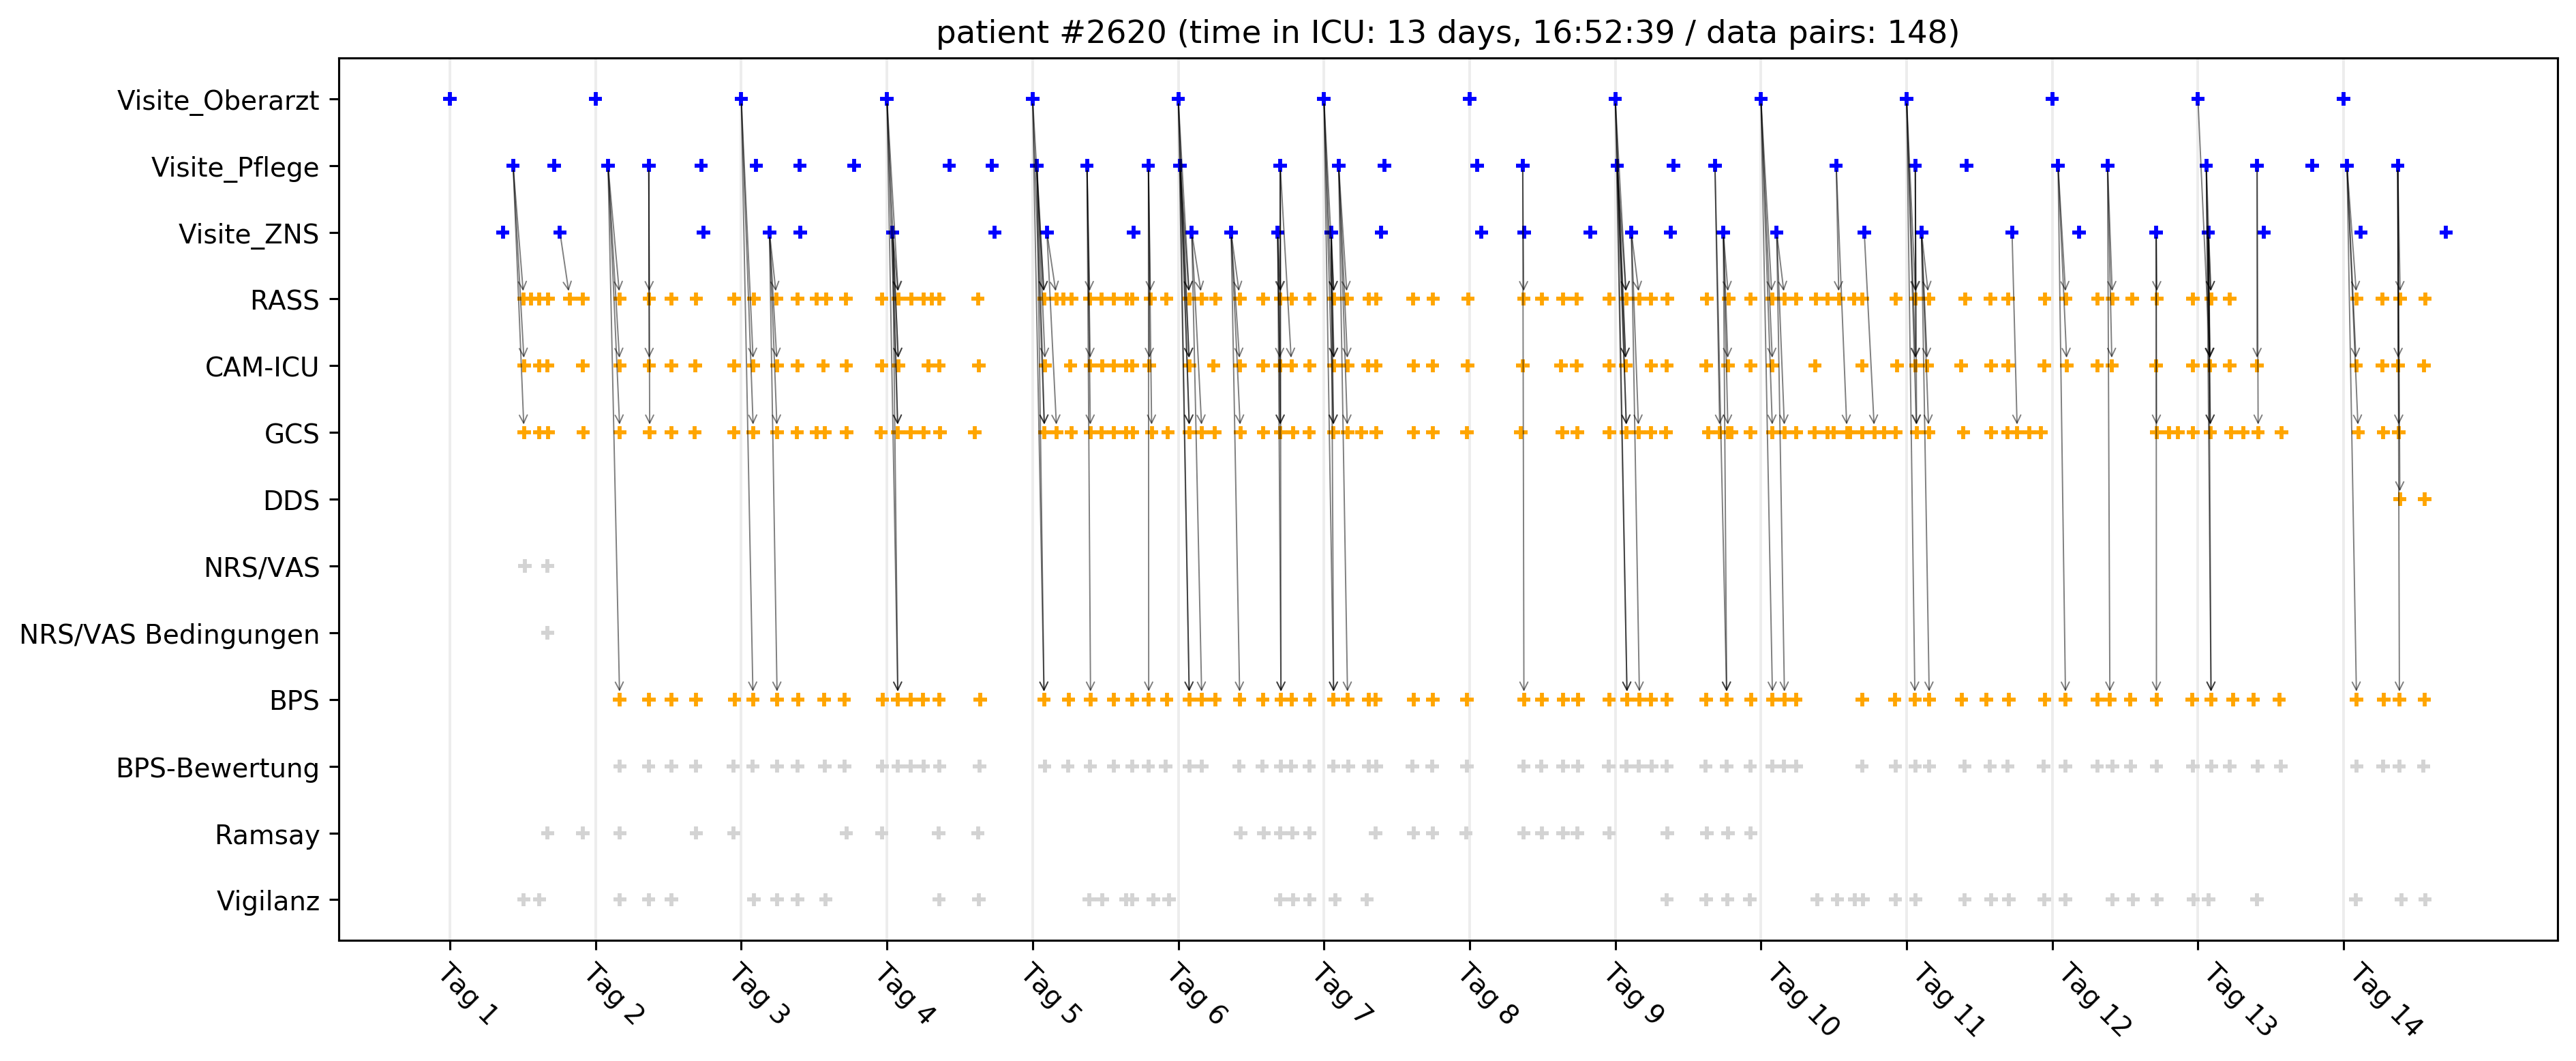 patient #2620 (time in ICU: 13 days, 16:52:39 / data pairs: 148)
Visite_Oberarzt
Visite_Pflege
Visite_ZNS
RASS
CAM-ICU
GCS
DDS
NRS/VAS
NRS/VAS Bedingungen
BPS
BPS-Bewertung
Ramsay
Vigilanz
Tag 1
Tag 2
Tag 3
Tag 4
Tag 5
Tag 6
Tag 7
Tag 8
Tag 9
Tag 10
Tag 11
Tag 12
Tag 13
Tag 14